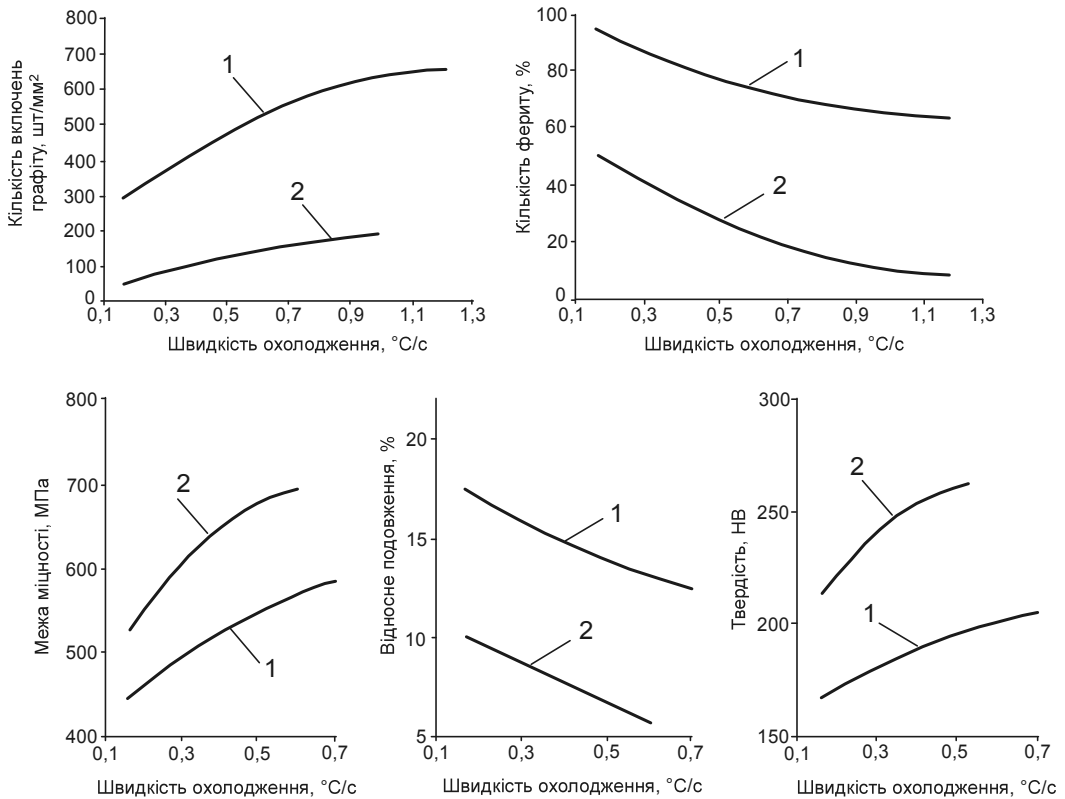 Кількість включень
графіту, шт/мм²
800
700
600
500
400
300
200
100
0
1
2
0,1 0,3 0,5 0,7 0,9 1,1 1,3
Швидкість охолодження, °С/с
Кількість фериту, %
100
80
60
40
20
0
1
2
0,1 0,3 0,5 0,7 0,9 1,1 1,3
Швидкість охолодження, °С/с
Межа міцності, МПа
800
700
600
500
400
2
1
0,1 0,3 0,5 0,7
Швидкість охолодження, °С/с
Відносне подовження, %
20
15
10
5
1
2
0,1 0,3 0,5 0,7
Швидкість охолодження, °С/с
Твердість, НВ
300
250
200
150
2
1
0,1 0,3 0,5 0,7
Швидкість охолодження, °С/с